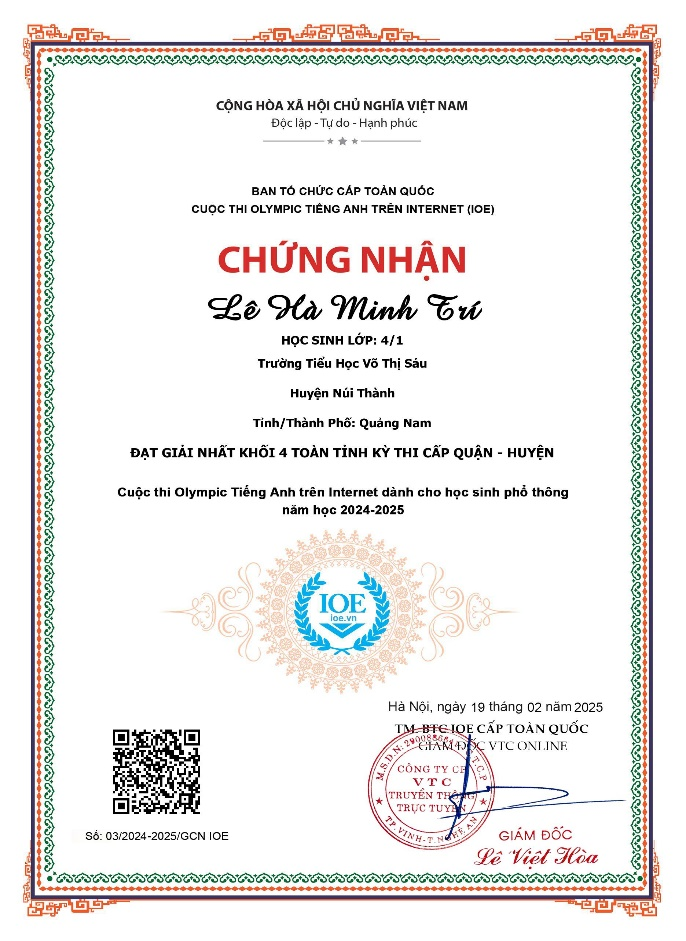 CỘNG HÒA XÃ HỘI CHỦ NGHĨA VIỆT NAM
Độc lập - Tự do - Hạnh phúc
BAN TỔ CHỨC CẤP TOÀN QUỐC
CUỘC THI OLYMPIC TIẾNG ANH TRÊN INTERNET (IOE)
CHỨNG NHẬN
Lê Hà Minh Trí
HỌC SINH LỚP: 4/1
Trường Tiểu Học Võ Thị Sáu
Huyện Núi Thành
Tỉnh/Thành Phố: Quảng Nam
ĐẠT GIẢI NHẤT KHỐI 4 TOÀN TỈNH KỲ THI CẤP QUẬN - HUYỆN
Cuộc thi Olympic Tiếng Anh trên Internet dành cho học sinh phổ thông
năm học 2024-2025
IOE
ioe.vn
Hà Nội, ngày 19 tháng 02 năm 2025
TM. BTC IOE CẤP TOÀN QUỐC
GIÁM ĐỐC VTC ONLINE
CÔNG TY CP
VTC
TRUYỀN THÔNG
TRỰC TUYẾN
TP.VINH-T.NGHỆ AN
GIÁM ĐỐC
Lê Việt Hòa
Số: 03/2024-2025/GCN IOE